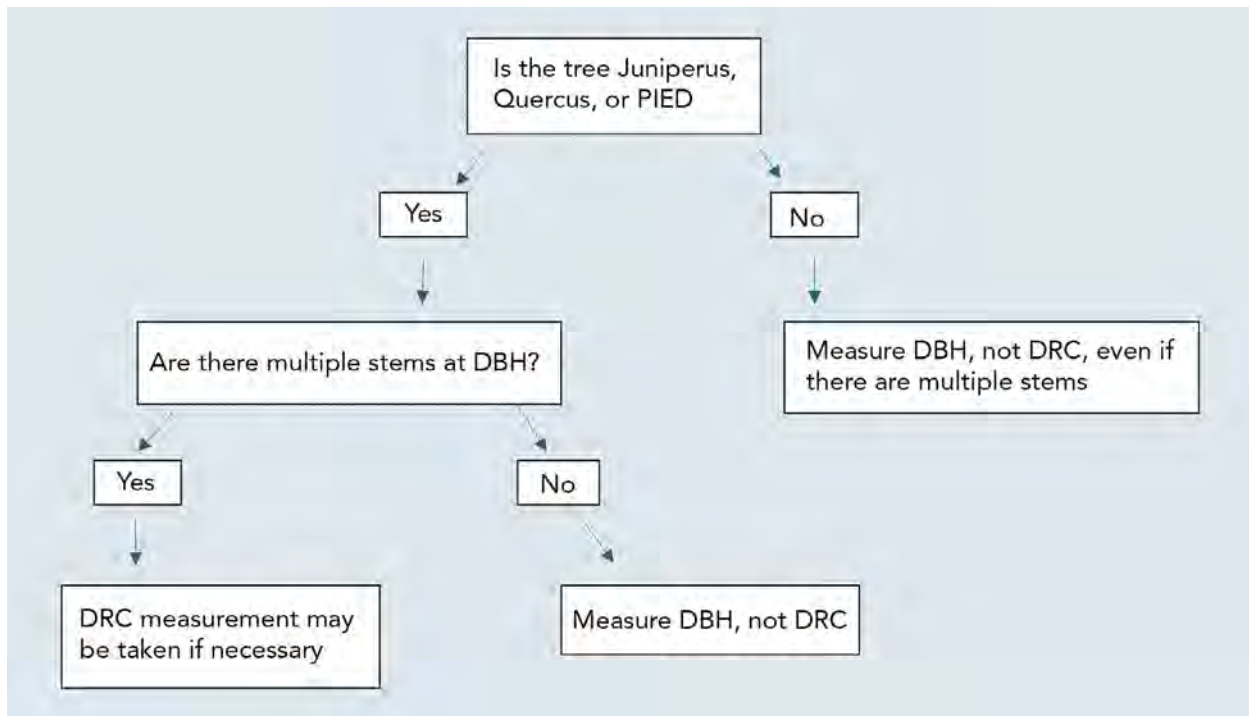 Is the tree Juniperus,
Quercus, or PIED
Yes
No
Are there multiple stems at DBH?
Measure DBH, not DRC, even if
there are multiple stems
Yes
No
DRC measurement may
be taken if necessary
Measure DBH, not DRC